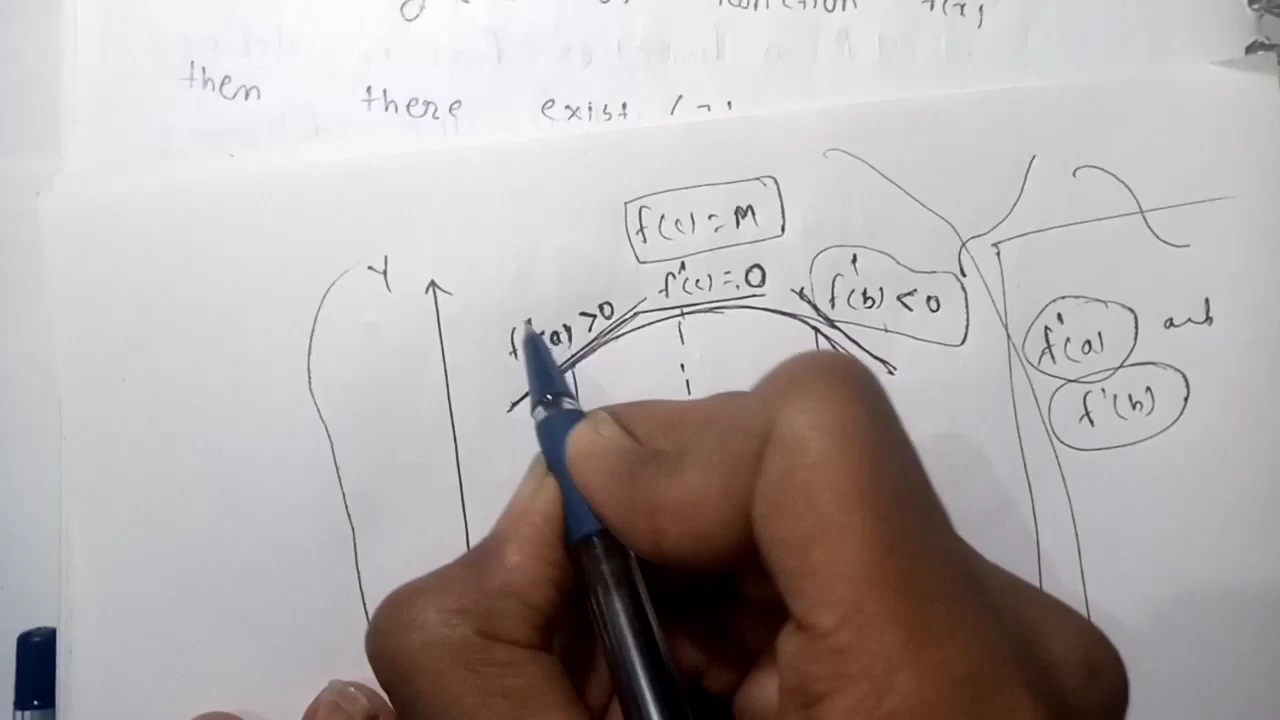 f(x)
then there exist
f(c) = M
Y
f'(c) = 0
f'(b) < 0
f'(a) > 0
f'(a) and
f'(b)